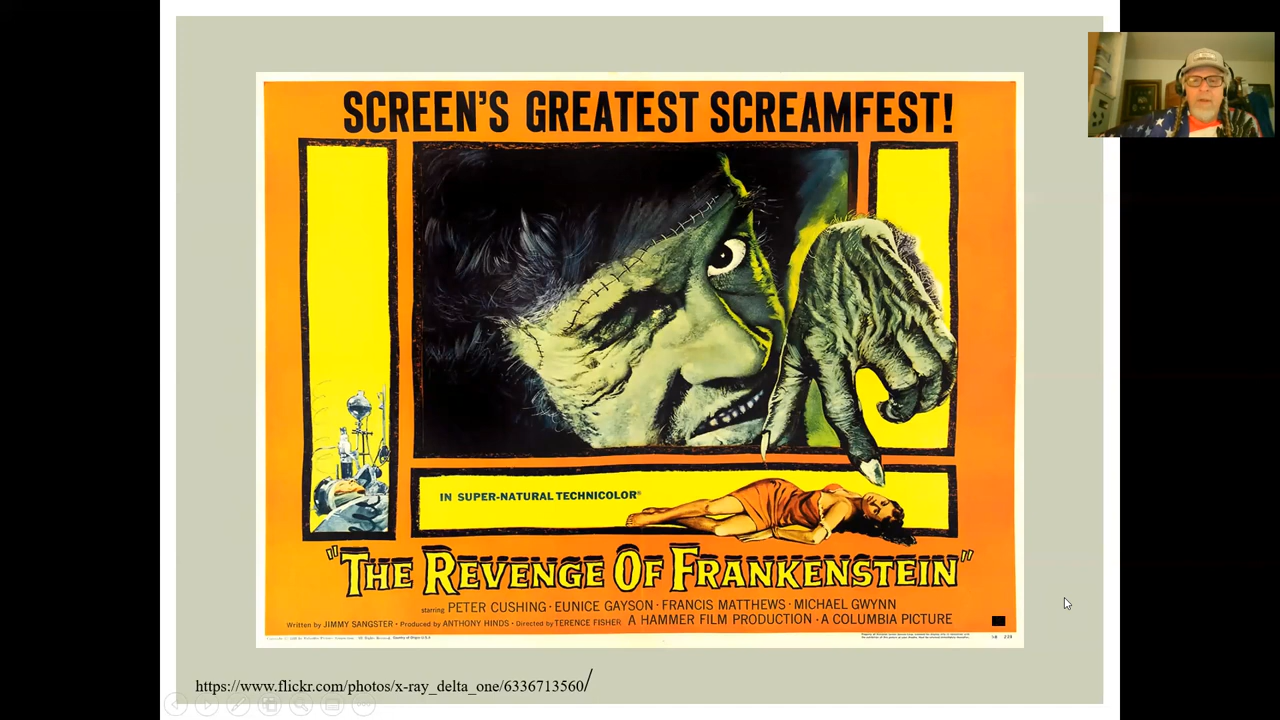 SCREEN'S GREATEST SCREAMFEST!
IN SUPER-NATURAL TECHNICOLOR®
"THE REVENGE OF FRANKENSTEIN"
starring PETER CUSHING · EUNICE GAYSON · FRANCIS MATTHEWS · MICHAEL GWYNN
Written by JIMMY SANGSTER · Produced by ANTHONY HINDS · Directed by TERENCE FISHER A HAMMER FILM PRODUCTION · A COLUMBIA PICTURE
https://www.flickr.com/photos/x-ray_delta_one/6336713560/